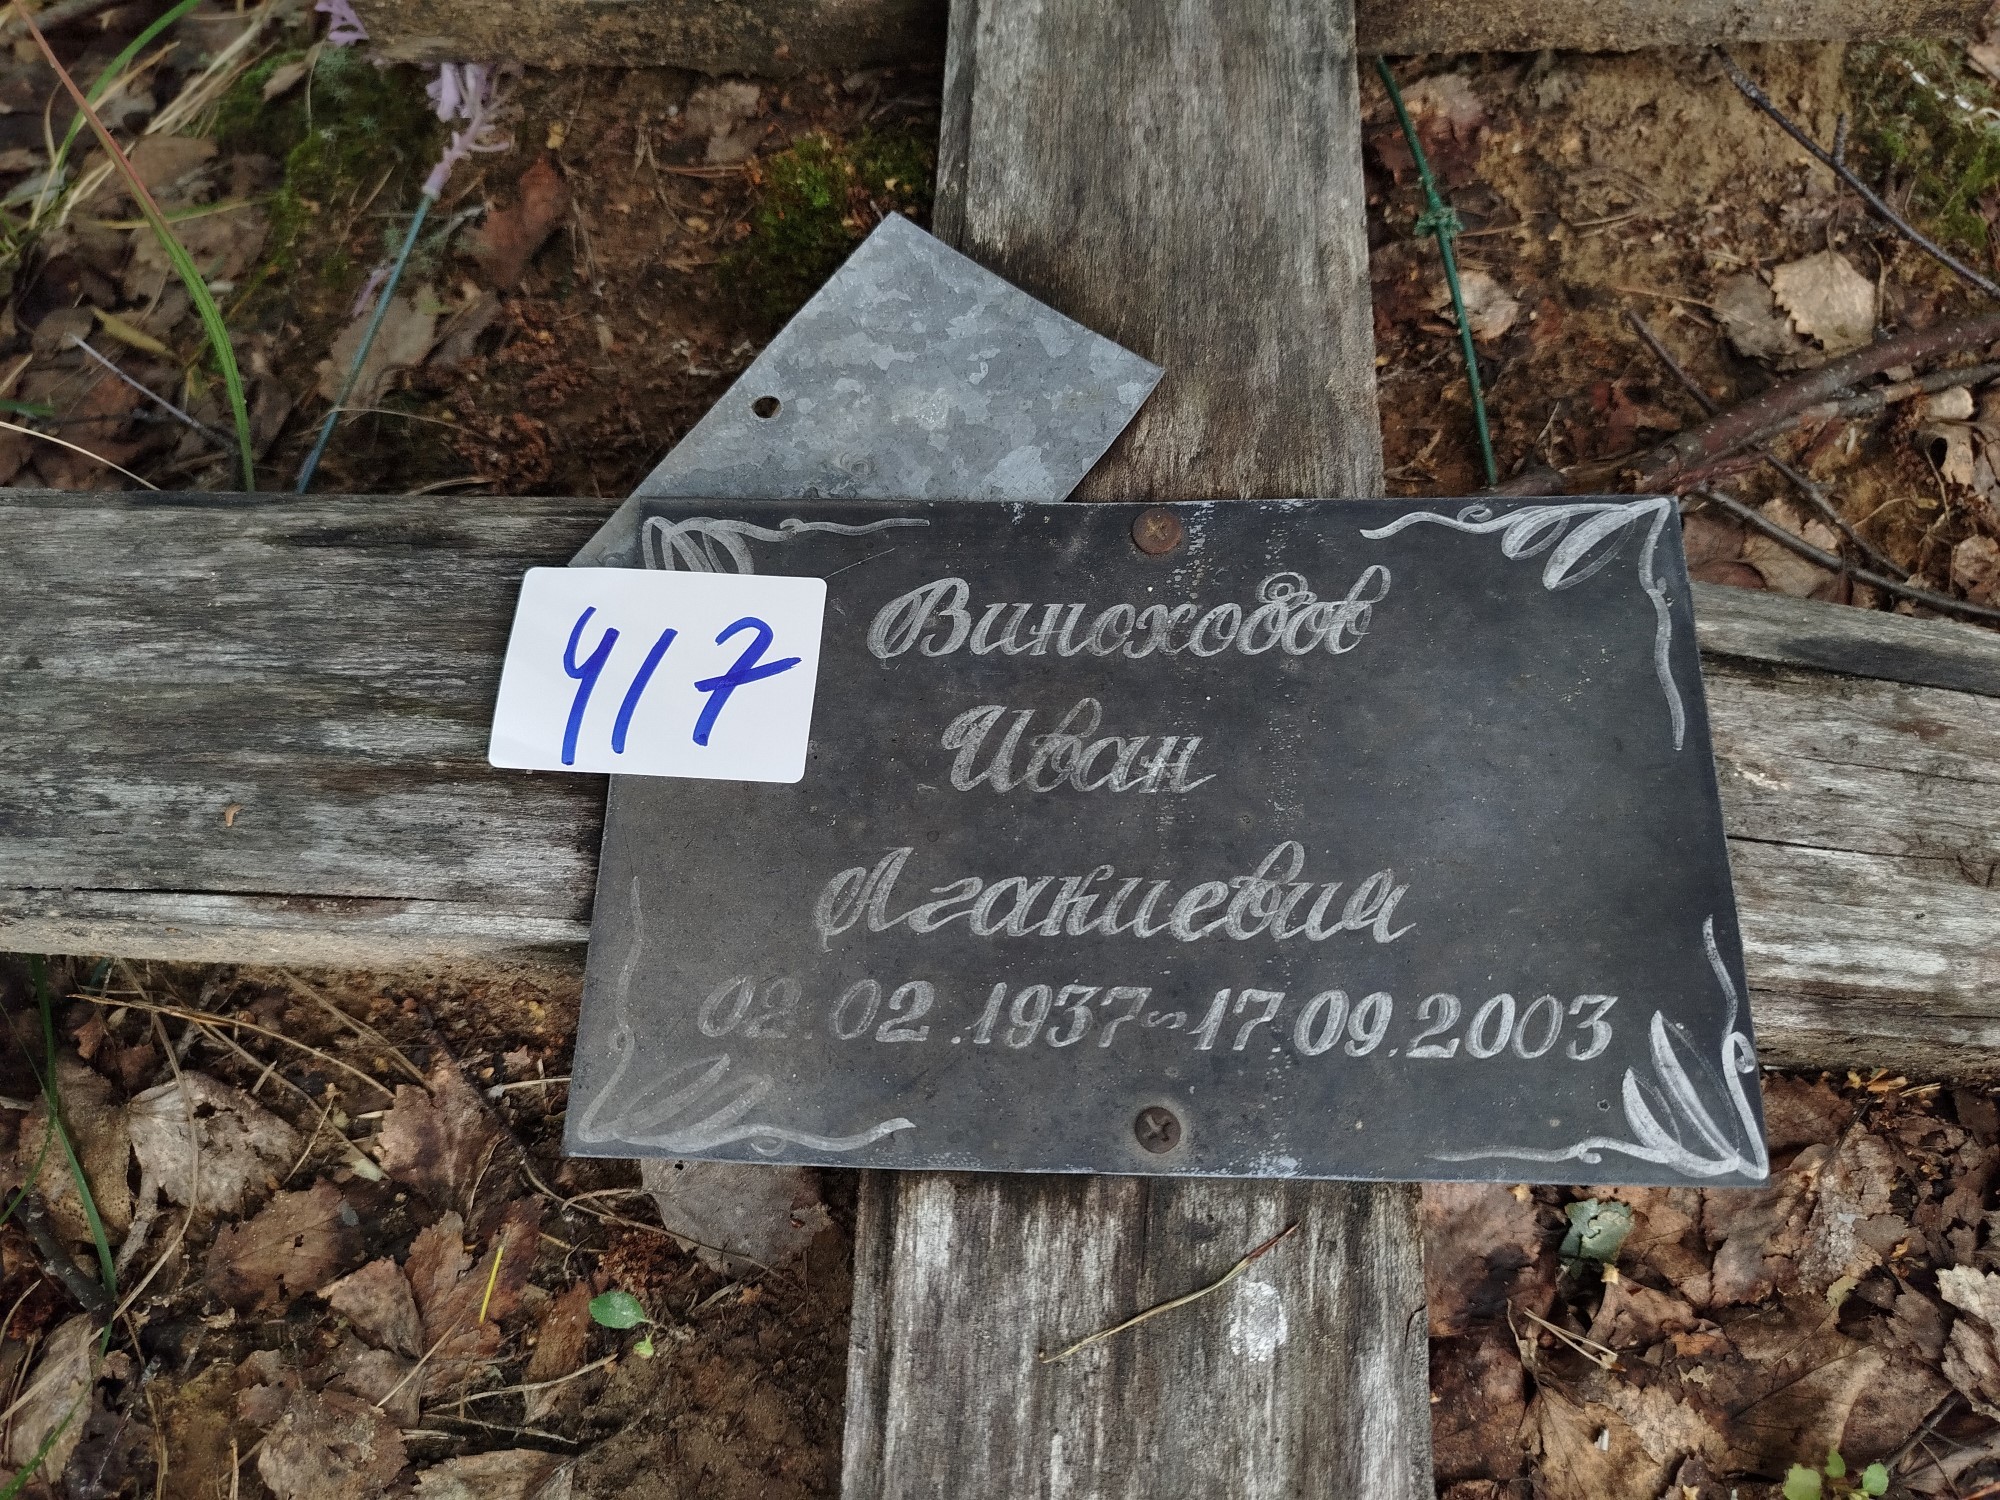 417
Виноходов
Иван
Агакиевич
02.02.1937~17.09.2003